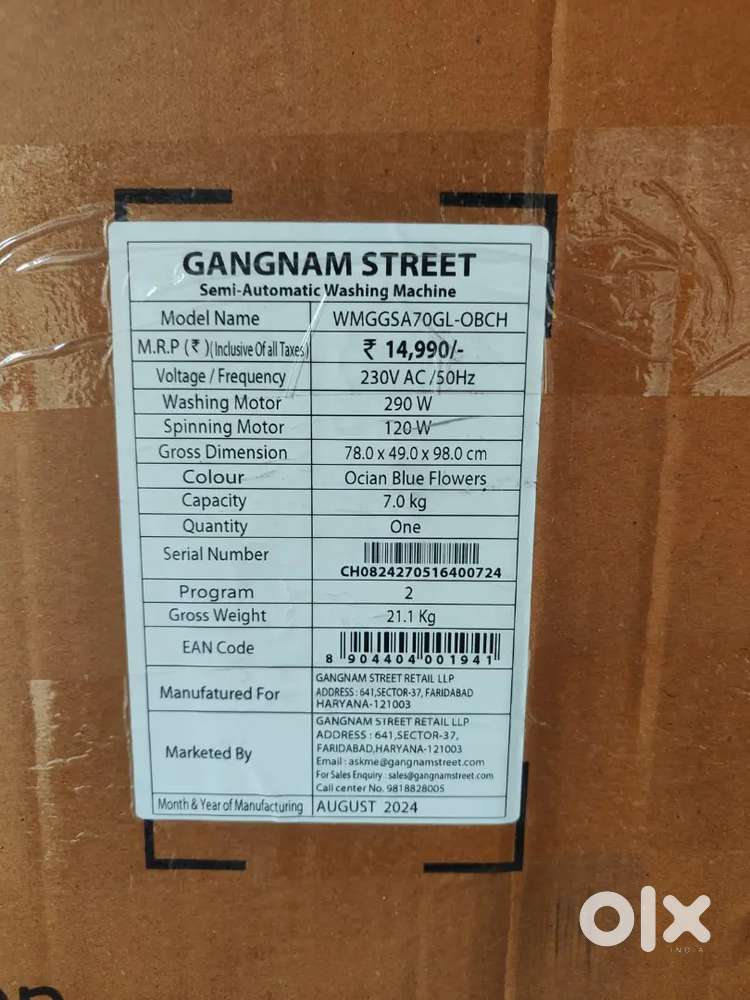 GANGNAM STREET
Semi-Automatic Washing Machine
Model Name WMGGSA70GL-OBCH
M.R.P (₹ )(Inclusive Of all Taxes) ₹ 14,990/-
Voltage / Frequency 230V AC /50Hz
Washing Motor 290 W
Spinning Motor 120 W
Gross Dimension 78.0 x 49.0 x 98.0 cm
Colour Ocian Blue Flowers
Capacity 7.0 kg
Quantity One
Serial Number CH0824270516400724
Program 2
Gross Weight 21.1 Kg
EAN Code 8 904404 001941
Manufatured For GANGNAM STREET RETAIL LLP
ADDRESS : 641,SECTOR-37, FARIDABAD
HARYANA-121003
Marketed By GANGNAM STREET RETAIL LLP
ADDRESS : 641,SECTOR-37,
FARIDABAD,HARYANA-121003
Email : askme@gangnamstreet.com
For Sales Enquiry : sales@gangnamstreet.com
Call center No. 9818828005
Month & Year of Manufacturing AUGUST 2024
olx
INDIA